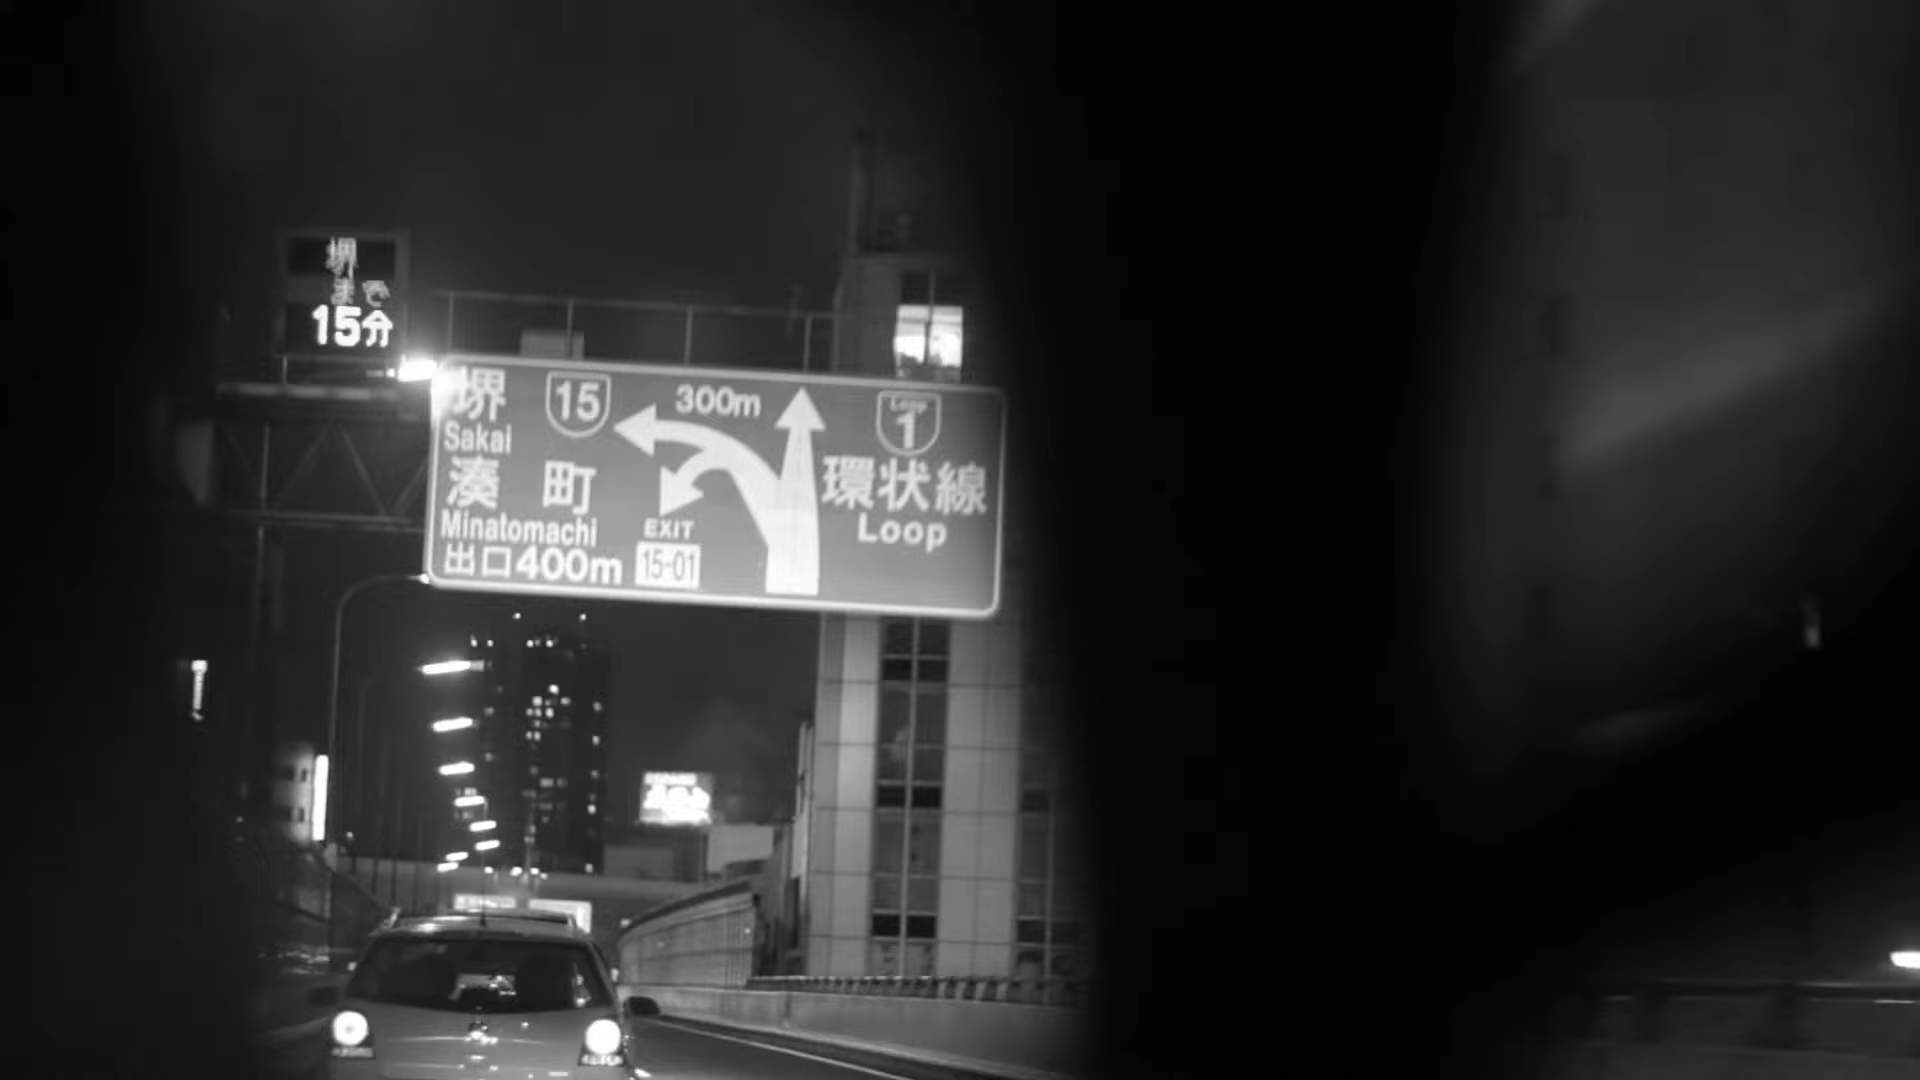 堺
まで
15分
堺 15 300m Loop 1
Sakai
湊町 環状線
Minatomachi EXIT Loop
出口400m 15-01